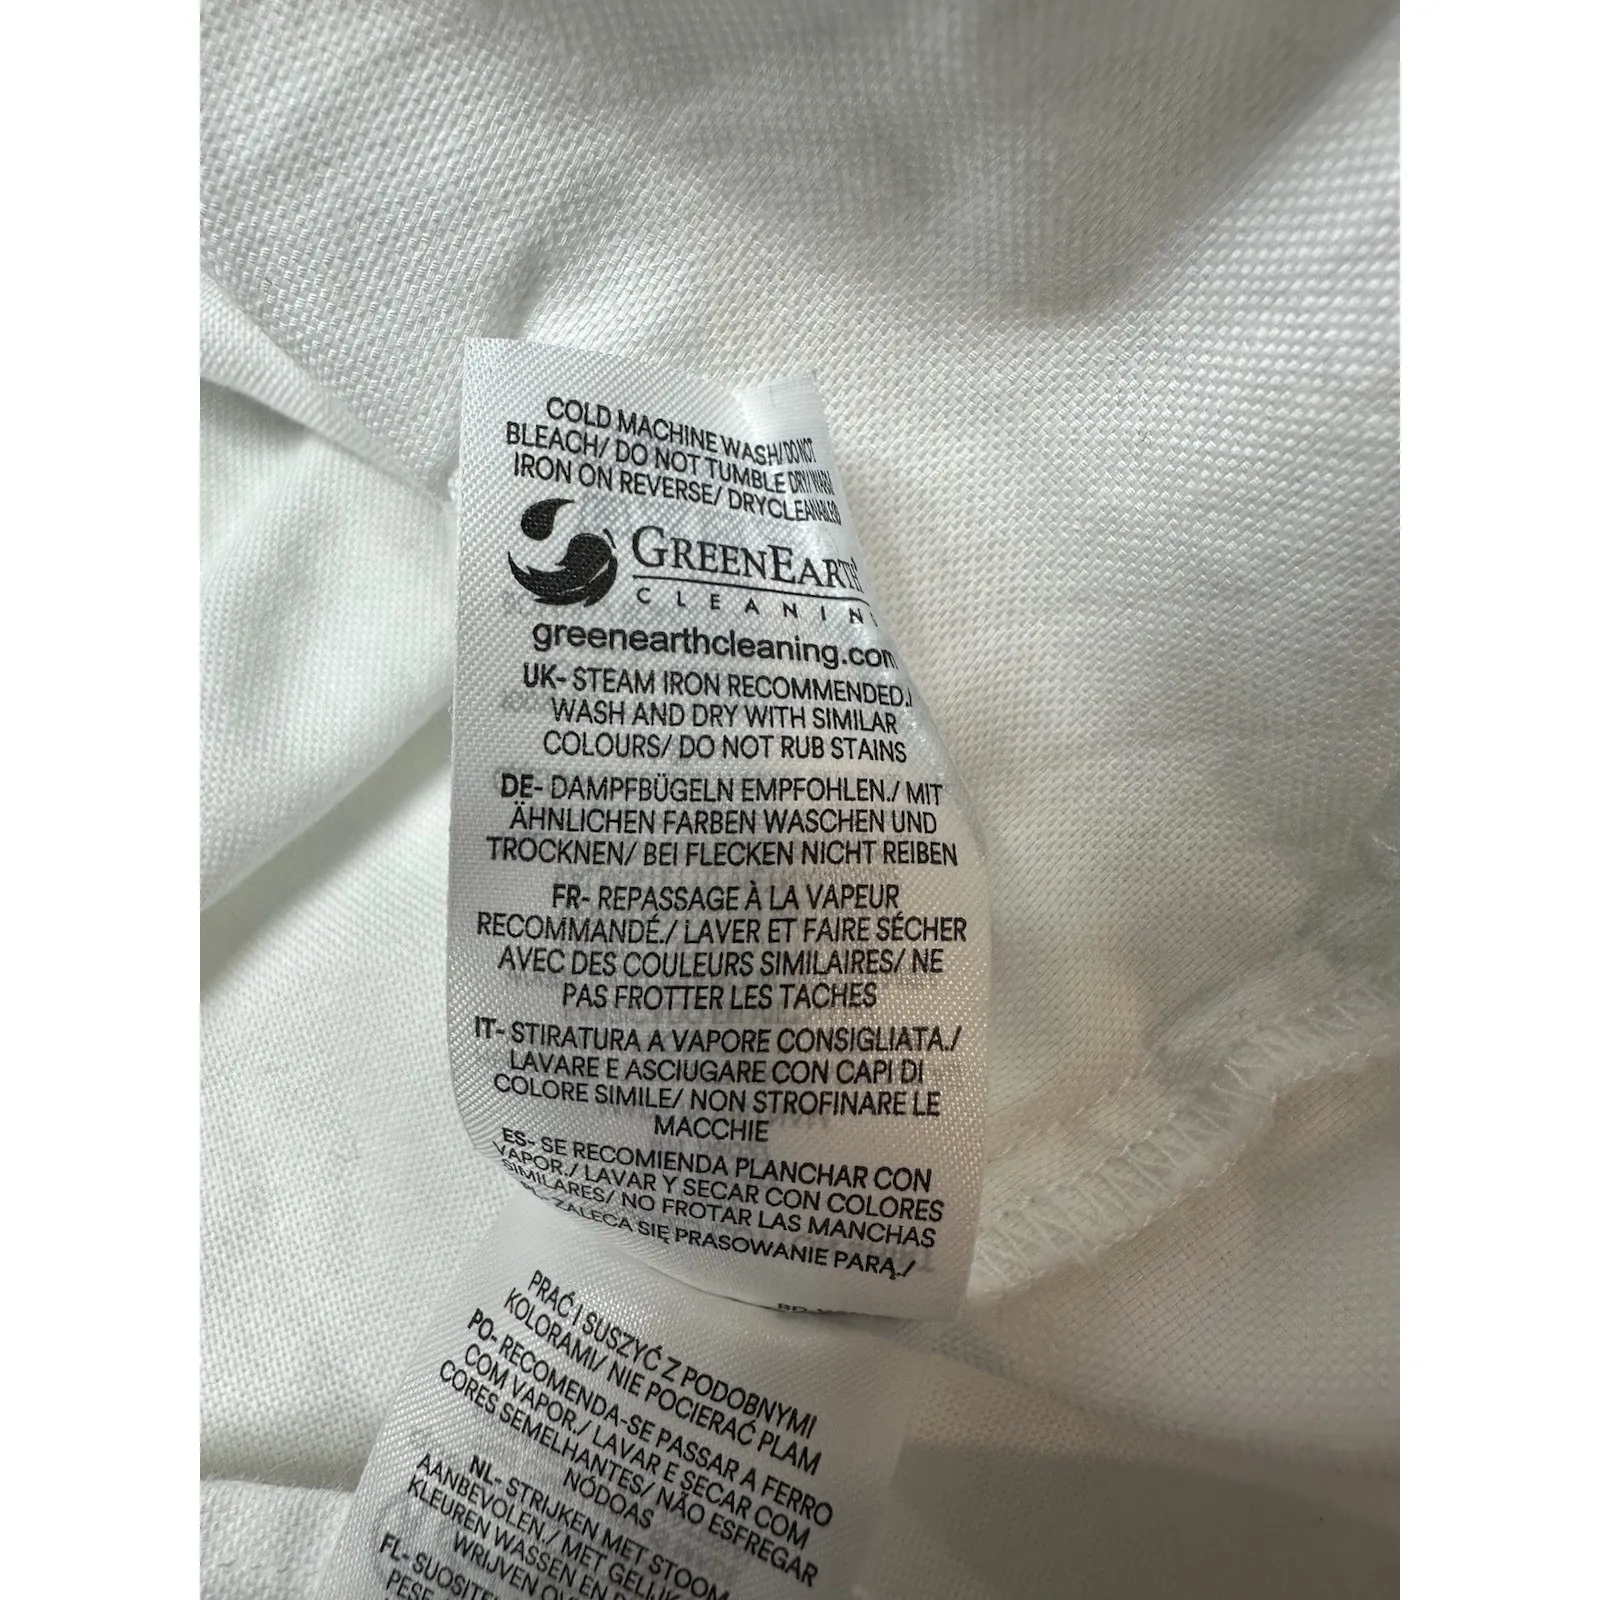 COLD MACHINE WASH/ DO NOT
BLEACH/ DO NOT TUMBLE DRY/ WARM
IRON ON REVERSE/ DRYCLEANABLE
GREENEARTH
CLEANIN
greenearthcleaning.com
UK- STEAM IRON RECOMMENDED./
WASH AND DRY WITH SIMILAR
COLOURS/ DO NOT RUB STAINS
DE- DAMPFBÜGELN EMPFOHLEN./ MIT
ÄHNLICHEN FARBEN WASCHEN UND
TROCKNEN/ BEI FLECKEN NICHT REIBEN
FR- REPASSAGE À LA VAPEUR
RECOMMANDÉ./ LAVER ET FAIRE SÉCHER
AVEC DES COULEURS SIMILAIRES/ NE
PAS FROTTER LES TACHES
IT- STIRATURA A VAPORE CONSIGLIATA./
LAVARE E ASCIUGARE CON CAPI DI
COLORE SIMILE/ NON STROFINARE LE
MACCHIE
ES- SE RECOMIENDA PLANCHAR CON
VAPOR./ LAVAR Y SECAR CON COLORES
SIMILARES/ NO FROTAR LAS MANCHAS
ZALECA SIĘ PRASOWANIE PARĄ./
PRAĆ I SUSZYĆ Z PODOBNYMI
KOLORAMI/ NIE POCIERAĆ PLAM
PO- RECOMENDA-SE PASSAR A FERRO
COM VAPOR./ LAVAR E SECAR COM
CORES SEMELHANTES/ NÃO ESFREGAR
NÓDOAS
NL- STRIJKEN MET STOOM
AANBEVOLEN./ MET GELIJK
KLEUREN WASSEN EN
WRIJVEN
FL- SUOSITE
PESE